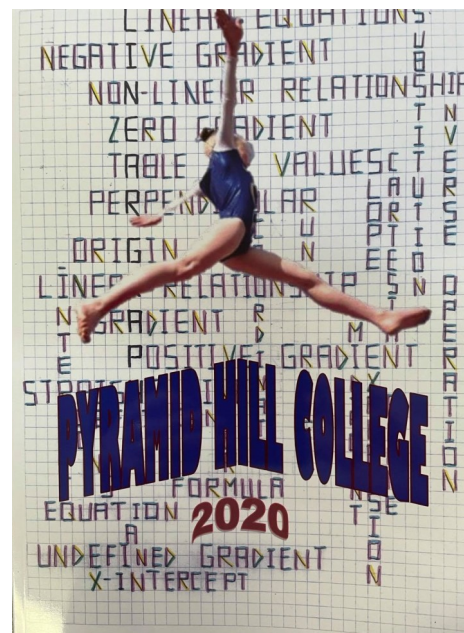 LINEAR EQUATIONS
NEGATIVE GRADIENT
NON-LINEAR RELATIONSHIP
ZERO GRADIENT
TABLE VALUES
PERPENDICULAR
ORIGIN
LINEAR RELATIONSHIP
GRADIENT
POSITIVE GRADIENT
PYRAMID HILL COLLEGE
FORMULA
EQUATION
2020
UNDEFINED GRADIENT
X-INTERCEPT
SUBSTITUTION
INVERSE
OPERATION
SLOPE
RUN